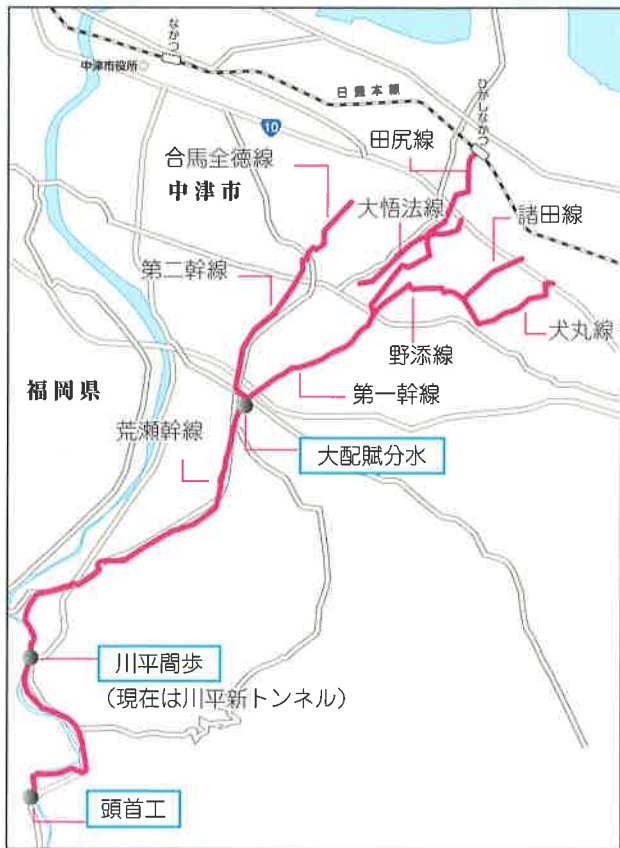 なかつ
中津市役所
日豊本線
ひがしなかつ
10
田尻線
合馬全徳線
中津市
大悟法線
諸田線
第二幹線
犬丸線
野添線
福岡県
第一幹線
荒瀬幹線
大配賦分水
川平間歩
（現在は川平新トンネル）
頭首工